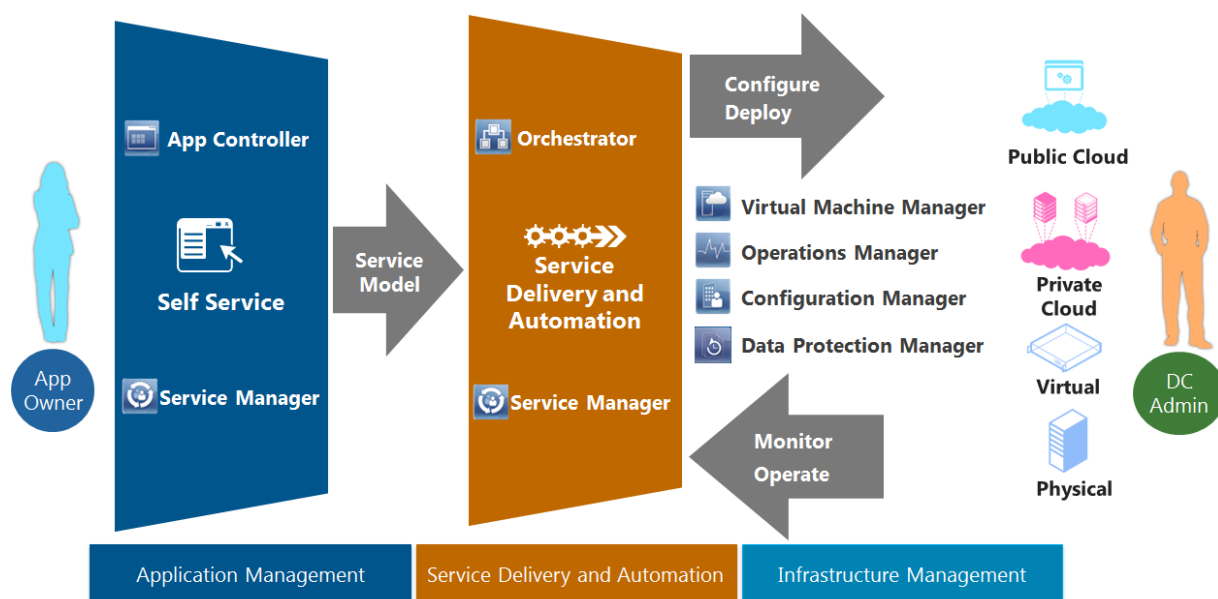 App
Owner
App Controller
Self Service
Service Manager
Service
Model
Orchestrator
Service
Delivery and
Automation
Service Manager
Configure
Deploy
Virtual Machine Manager
Operations Manager
Configuration Manager
Data Protection Manager
Monitor
Operate
Public Cloud
Private
Cloud
Virtual
Physical
DC
Admin
Application Management
Service Delivery and Automation
Infrastructure Management